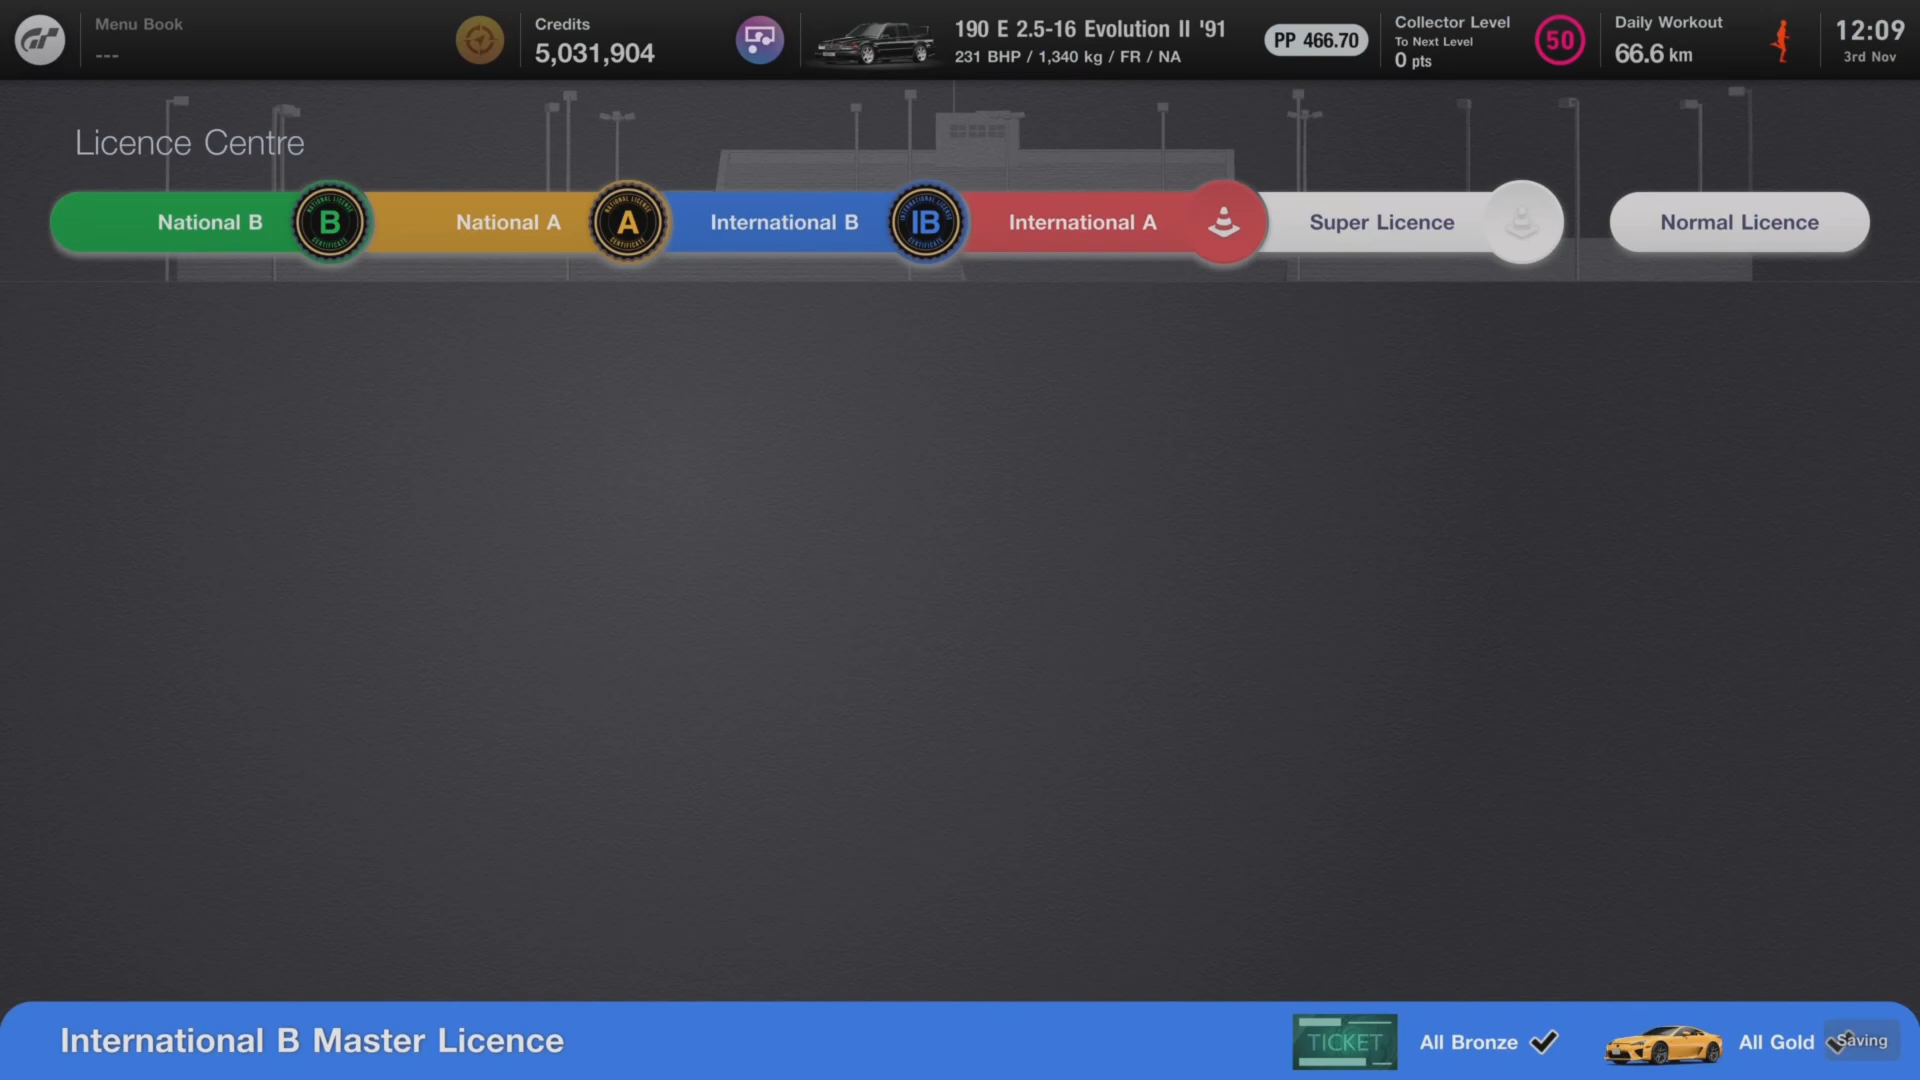 Menu Book
---
Credits
5,031,904
190 E 2.5-16 Evolution II '91
231 BHP / 1,340 kg / FR / NA
PP 466.70
Collector Level
To Next Level
0 pts
50
Daily Workout
66.6 km
12:09
3rd Nov
Licence Centre
National B
B
National A
A
International B
IB
International A
Super Licence
Normal Licence
International B Master Licence
TICKET
All Bronze
All Gold
Saving